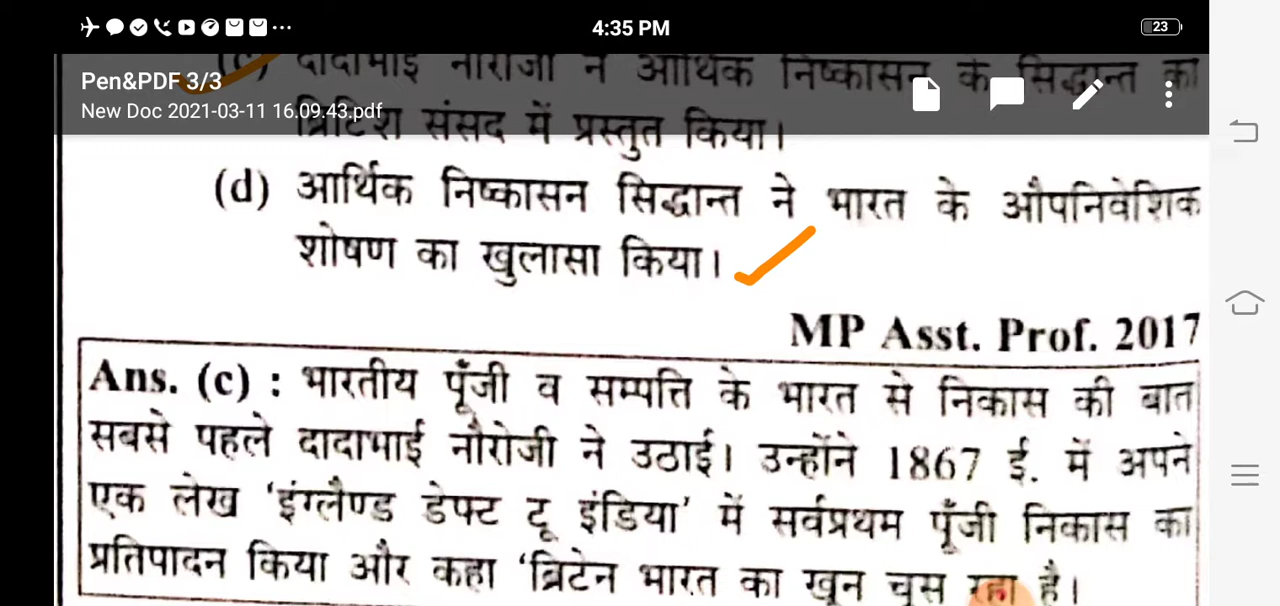 4:35 PM
23
(c) दादाभाई नौरोजी ने आर्थिक निष्कासन के सिद्धान्त को
Pen&PDF 3/3
New Doc 2021-03-11 16.09.43.pdf
ब्रिटिश संसद में प्रस्तुत किया।
(d) आर्थिक निष्कासन सिद्धान्त ने भारत के औपनिवेशिक
शोषण का खुलासा किया।
MP Asst. Prof. 2017
Ans. (c) : भारतीय पूँजी व सम्पत्ति के भारत से निकास की बात
सबसे पहले दादाभाई नौरोजी ने उठाई। उन्होंने 1867 ई. में अपने
एक लेख ‘इंग्लैण्ड डेफ्ट टू इंडिया’ में सर्वप्रथम पूँजी निकास का
प्रतिपादन किया और कहा ‘ब्रिटेन भारत का खून चूस रहा है।